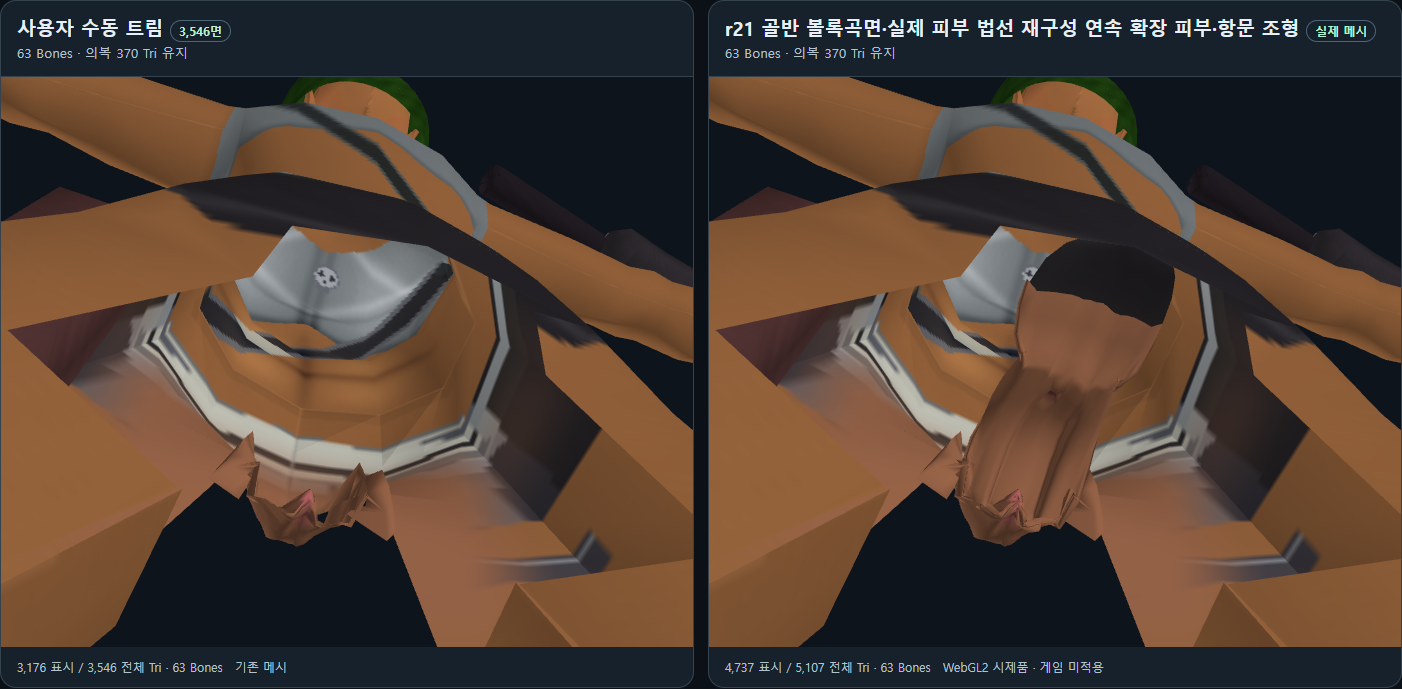 사용자 수동 트림 3,546면
63 Bones · 의복 370 Tri 유지
3,176 표시 / 3,546 전체 Tri · 63 Bones 기존 메시
r21 골반 볼록곡면·실제 피부 법선 재구성 연속 확장 피부·항문 조형 실제 메시
63 Bones · 의복 370 Tri 유지
4,737 표시 / 5,107 전체 Tri · 63 Bones WebGL2 시제품 · 게임 미적용